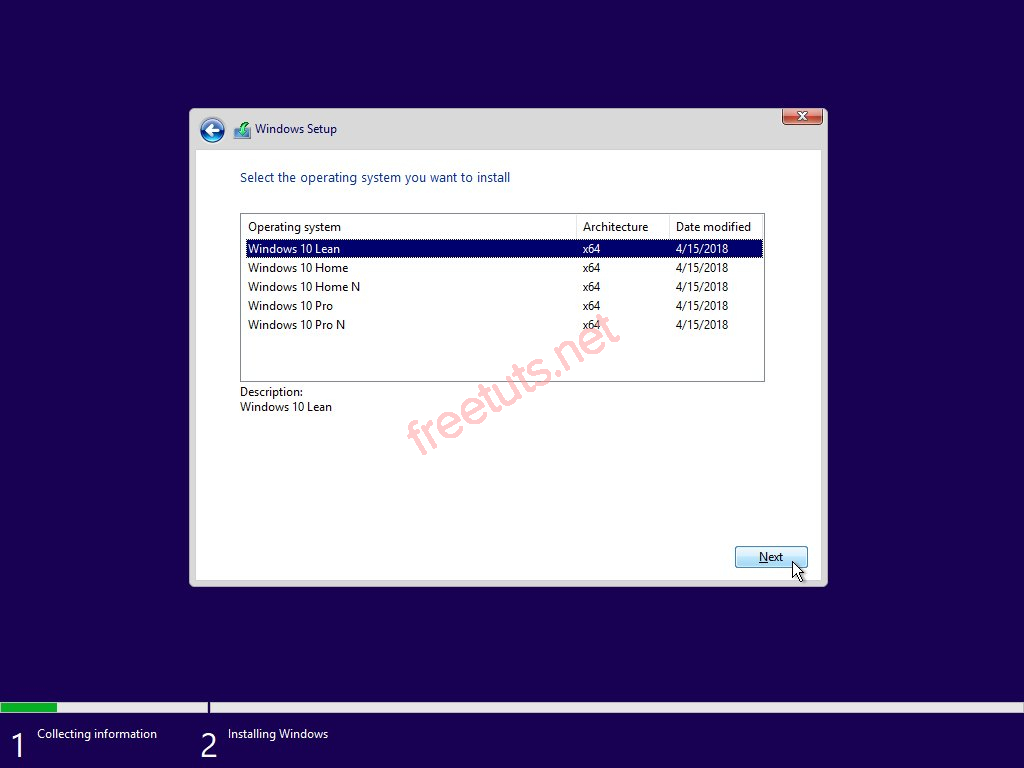 Windows Setup
Select the operating system you want to install
Operating system Architecture Date modified
Windows 10 Lean x64 4/15/2018
Windows 10 Home x64 4/15/2018
Windows 10 Home N x64 4/15/2018
Windows 10 Pro x64 4/15/2018
Windows 10 Pro N x64 4/15/2018
Description:
Windows 10 Lean
freetuts.net
Next
1 Collecting information 2 Installing Windows